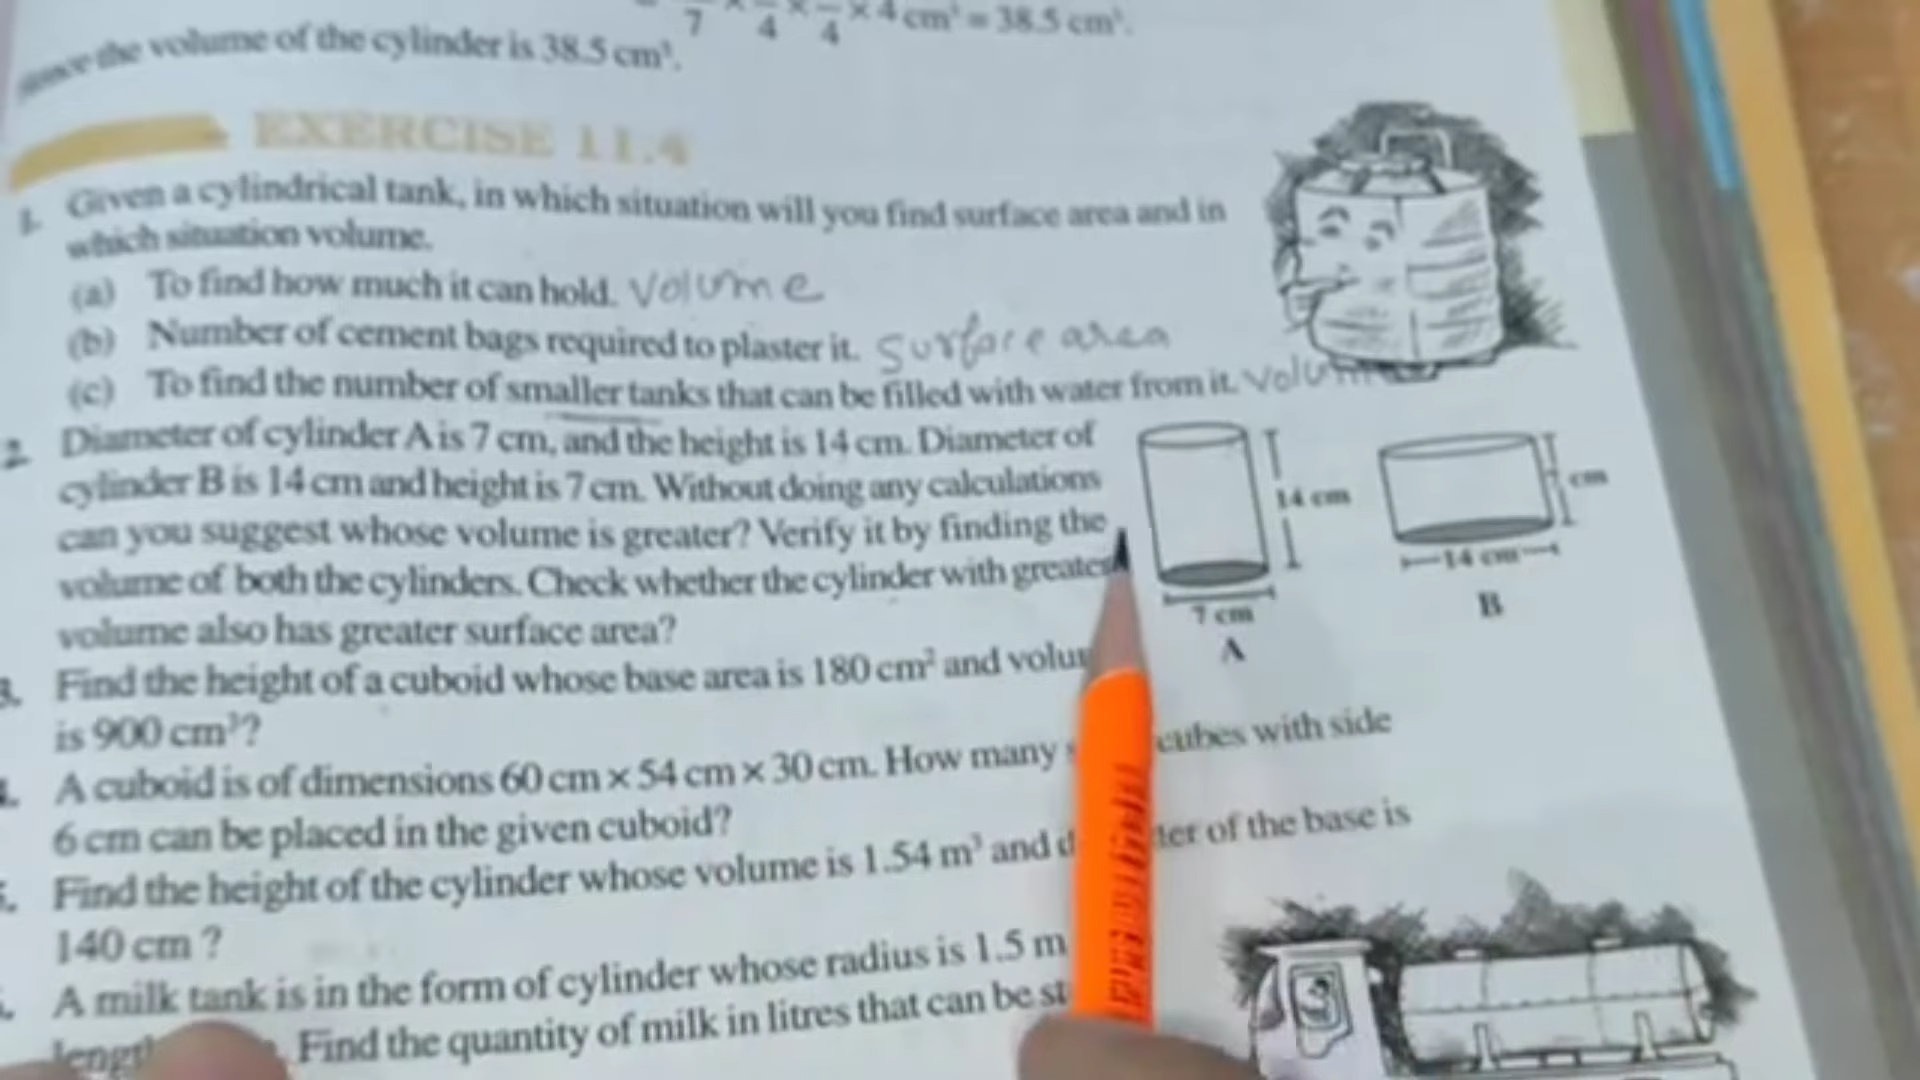 7 × 4 × 4 × 4 cm³ = 38.5 cm³.
the volume of the cylinder is 38.5 cm³.
EXERCISE 11.4
1. Given a cylindrical tank, in which situation will you find surface area and in
which situation volume.
(a) To find how much it can hold. Volume
(b) Number of cement bags required to plaster it. Surface area
(c) To find the number of smaller tanks that can be filled with water from it. Volum
2. Diameter of cylinder A is 7 cm, and the height is 14 cm. Diameter of
cylinder B is 14 cm and height is 7 cm. Without doing any calculations
can you suggest whose volume is greater? Verify it by finding the
volume of both the cylinders. Check whether the cylinder with greater
volume also has greater surface area?
14 cm
7 cm
A
cm
14 cm
B
3. Find the height of a cuboid whose base area is 180 cm² and volu
is 900 cm³?
A cuboid is of dimensions 60 cm × 54 cm × 30 cm. How many cubes with side
6 cm can be placed in the given cuboid?
Find the height of the cylinder whose volume is 1.54 m³ and d ter of the base is
140 cm ?
A milk tank is in the form of cylinder whose radius is 1.5 m
lengt Find the quantity of milk in litres that can be st